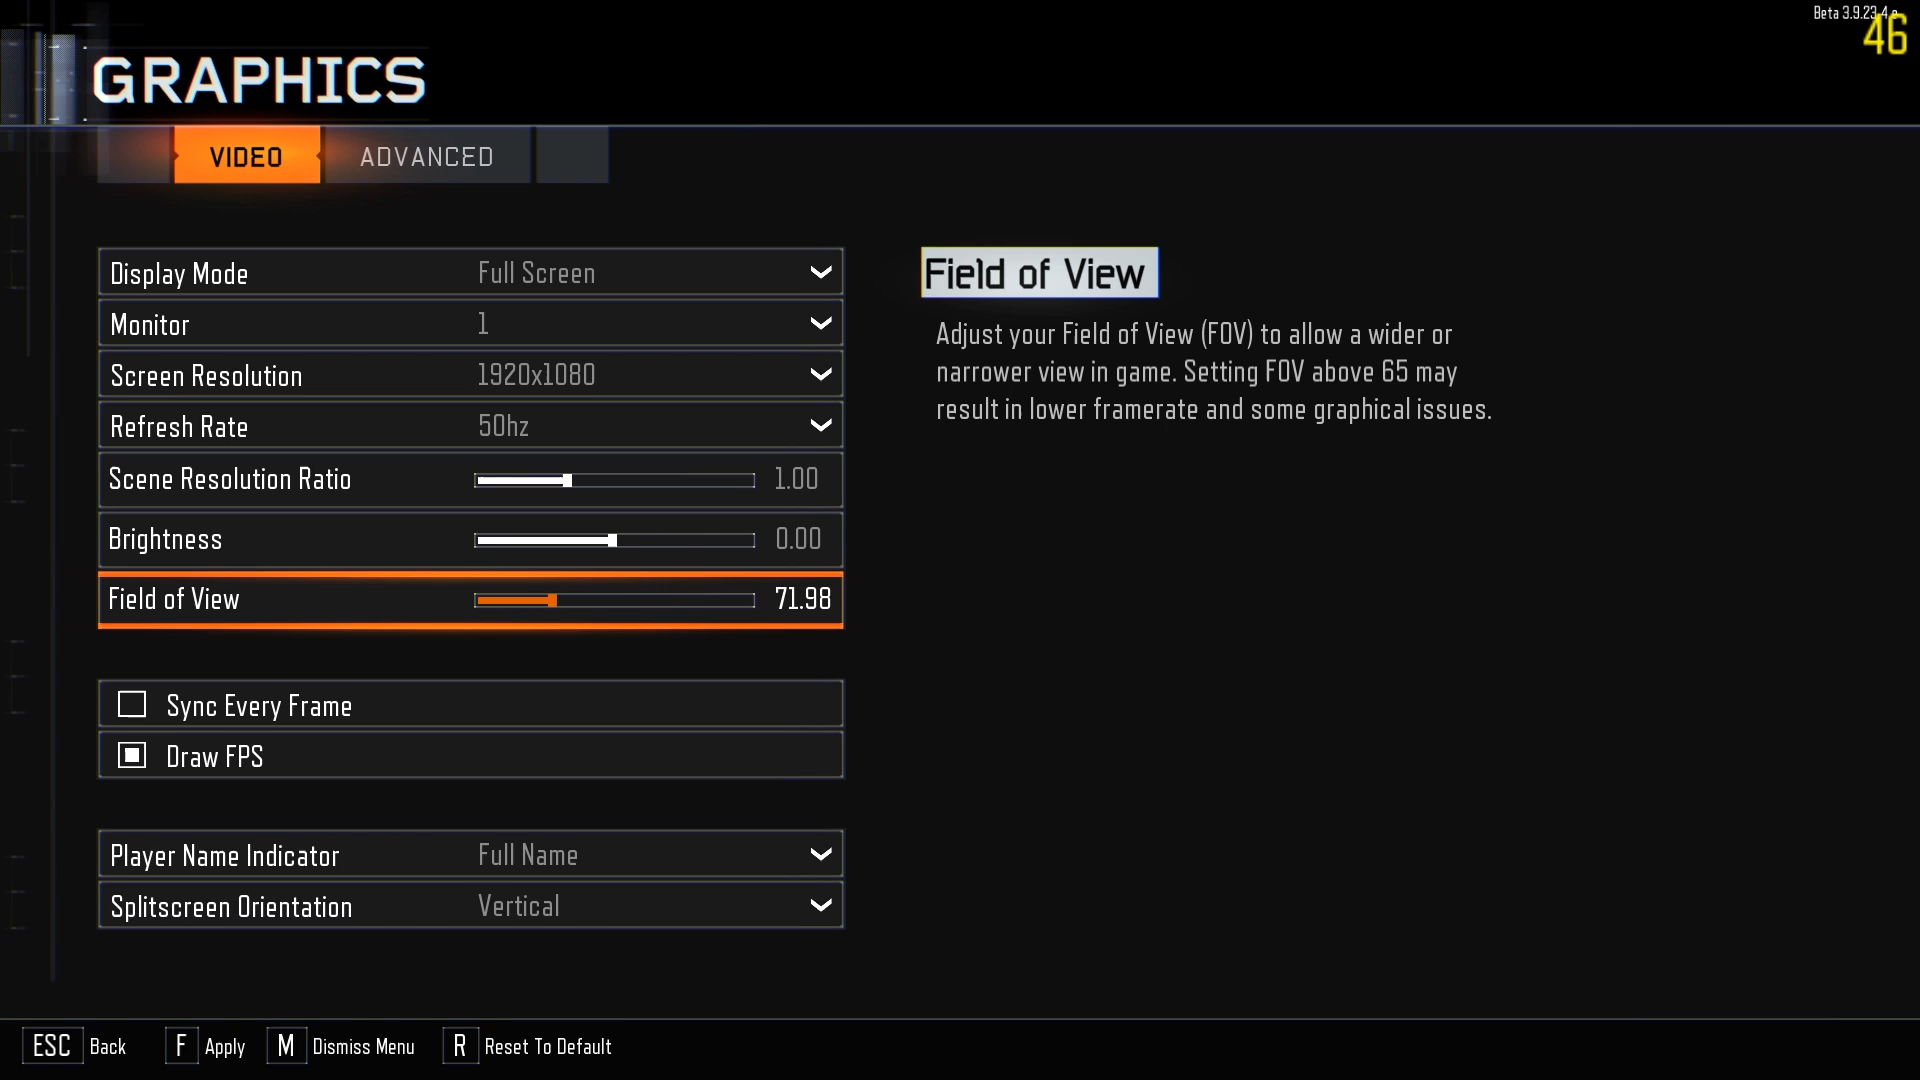 Beta 3.9.23.4
46
GRAPHICS
VIDEO ADVANCED
Display Mode Full Screen
Monitor 1
Screen Resolution 1920x1080
Refresh Rate 50hz
Scene Resolution Ratio 1.00
Brightness 0.00
Field of View 71.98
Sync Every Frame
Draw FPS
Player Name Indicator Full Name
Splitscreen Orientation Vertical
Field of View
Adjust your Field of View (FOV) to allow a wider or
narrower view in game. Setting FOV above 65 may
result in lower framerate and some graphical issues.
ESC Back F Apply M Dismiss Menu R Reset To Default